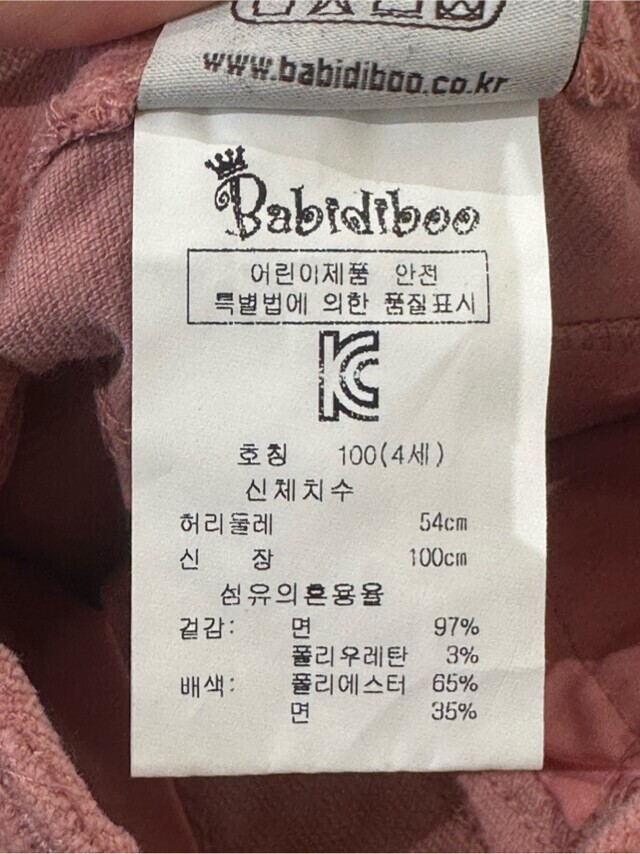 www.babidiboo.co.kr
Babidiboo
어린이제품 안전
특별법에 의한 품질표시
KC
호칭 100(4세)
신체치수
허리둘레 54cm
신 장 100cm
섬유의혼용율
겉감: 면 97%
폴리우레탄 3%
배색: 폴리에스터 65%
면 35%